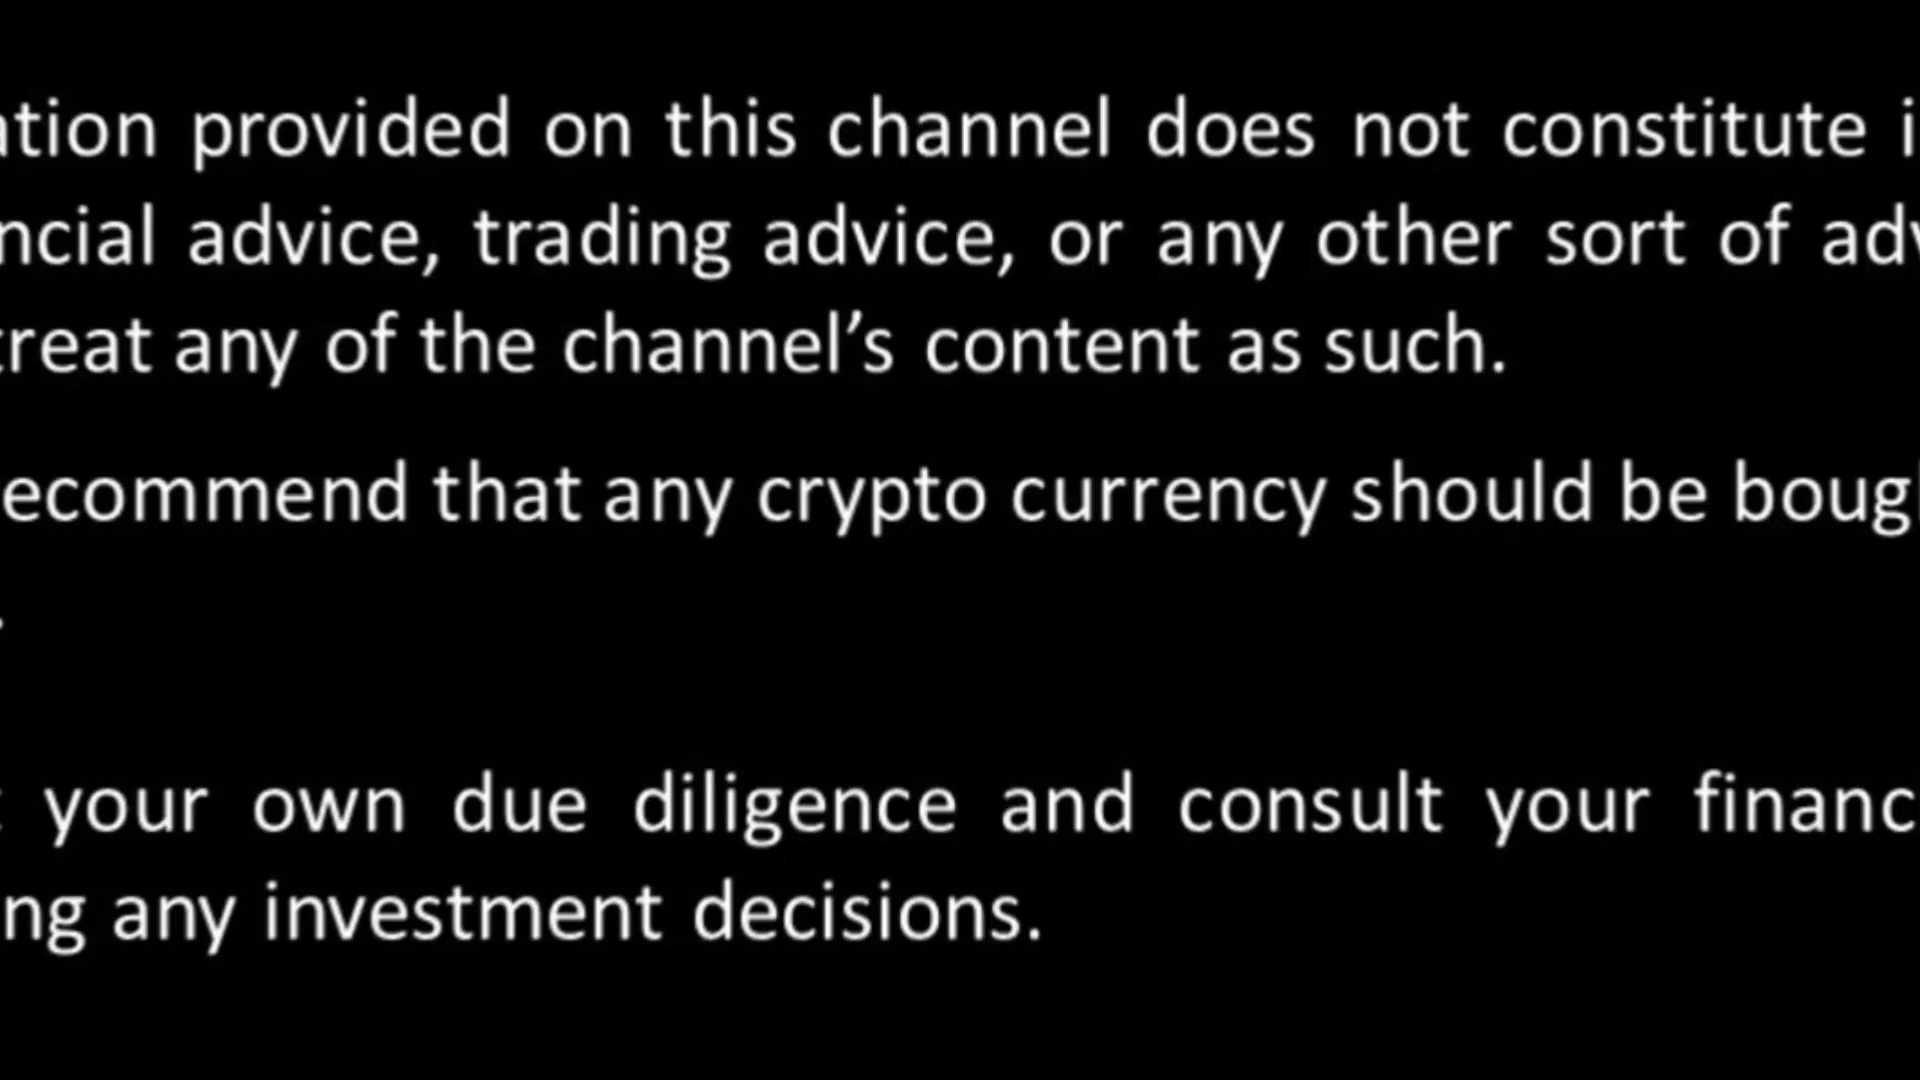 ation provided on this channel does not constitute i
ncial advice, trading advice, or any other sort of adv
treat any of the channel’s content as such.
ecommend that any crypto currency should be boug
.
your own due diligence and consult your financ
ng any investment decisions.